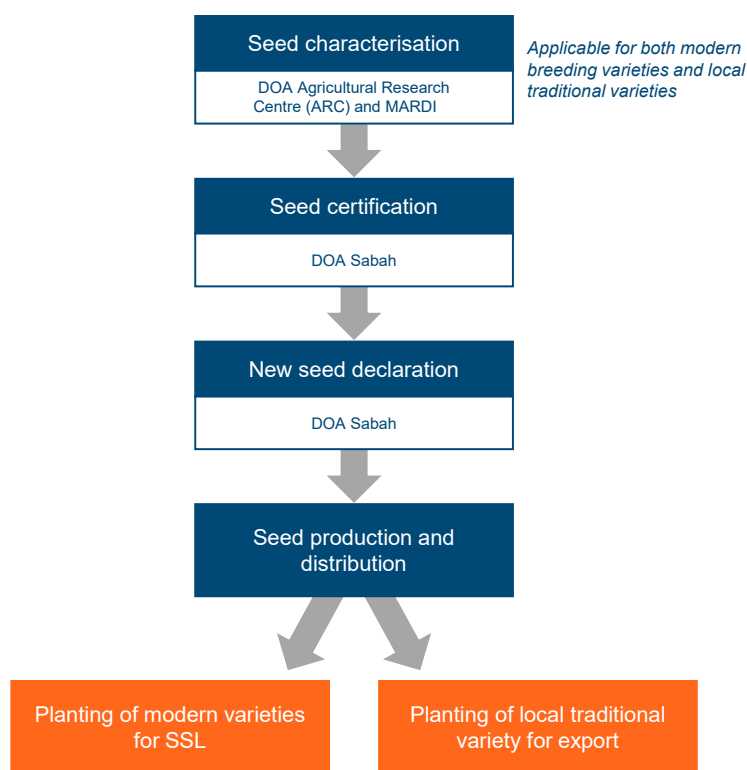 Seed characterisation
Applicable for both modern
breeding varieties and local
traditional varieties
DOA Agricultural Research
Centre (ARC) and MARDI
Seed certification
DOA Sabah
New seed declaration
DOA Sabah
Seed production and
distribution
Planting of modern varieties
for SSL
Planting of local traditional
variety for export